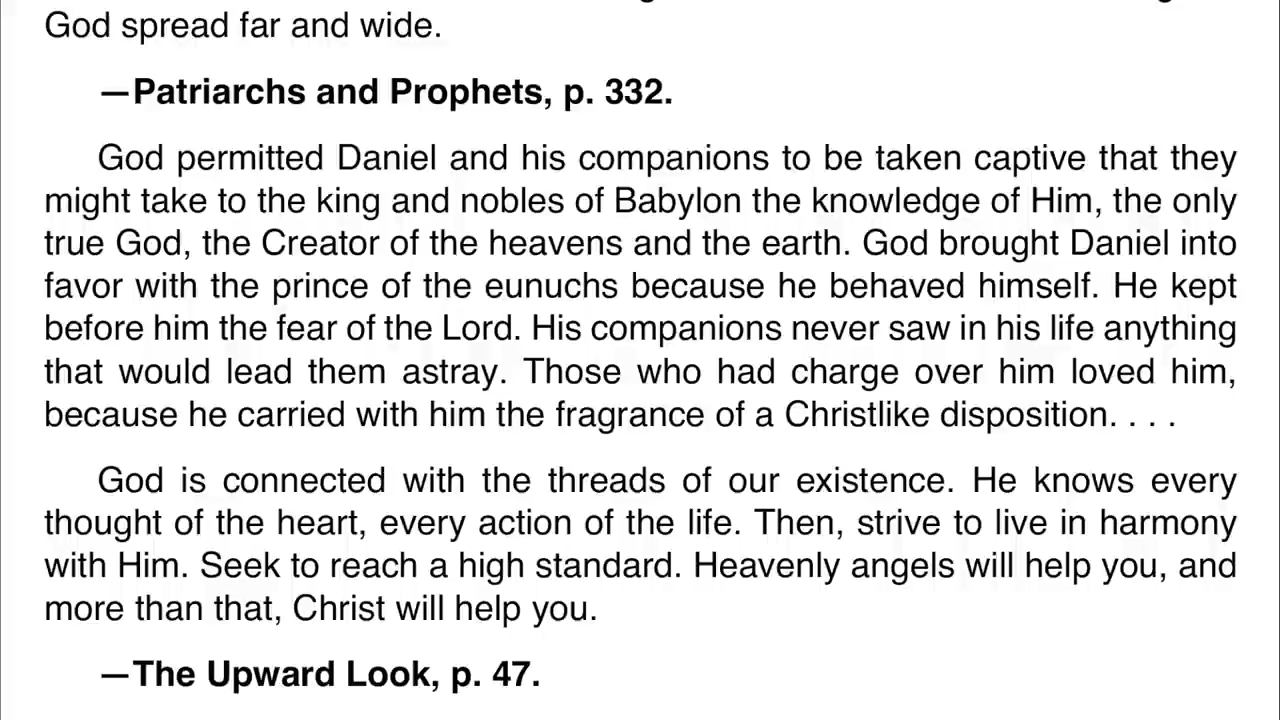 God spread far and wide.
—Patriarchs and Prophets, p. 332.
God permitted Daniel and his companions to be taken captive that they
might take to the king and nobles of Babylon the knowledge of Him, the only
true God, the Creator of the heavens and the earth. God brought Daniel into
favor with the prince of the eunuchs because he behaved himself. He kept
before him the fear of the Lord. His companions never saw in his life anything
that would lead them astray. Those who had charge over him loved him,
because he carried with him the fragrance of a Christlike disposition. . . .
God is connected with the threads of our existence. He knows every
thought of the heart, every action of the life. Then, strive to live in harmony
with Him. Seek to reach a high standard. Heavenly angels will help you, and
more than that, Christ will help you.
—The Upward Look, p. 47.